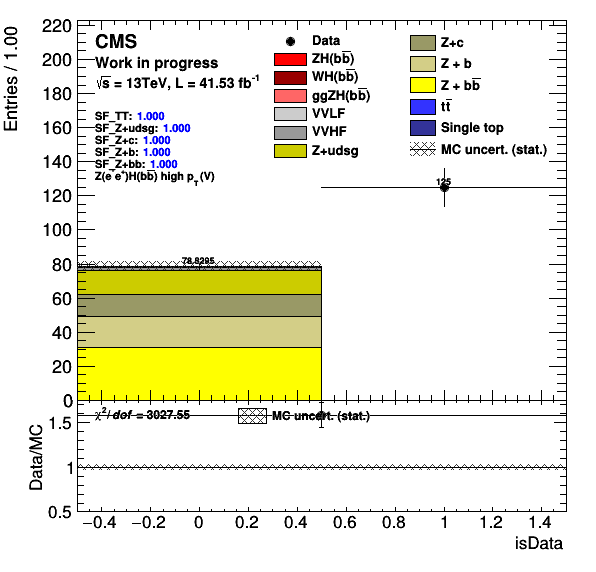 CMS
Work in progress
√s = 13TeV, L = 41.53 fb⁻¹
SF_TT: 1.000
SF_Z+udsg: 1.000
SF_Z+c: 1.000
SF_Z+b: 1.000
SF_Z+bb: 1.000
Z(e⁻e⁺)H(bb̅) high p_T(V)
Data
ZH(bb̅)
WH(bb̅)
ggZH(bb̅)
VVLF
VVHF
Z+udsg
Z+c
Z + b
Z + bb̅
tt̅
Single top
MC uncert. (stat.)
Entries / 1.00
220
200
180
160
140
120
100
80
60
40
20
0
125
78.8295
χ²/dof = 3027.55
MC uncert. (stat.)
Data/MC
1.5
1
0.5
−0.4 −0.2 0 0.2 0.4 0.6 0.8 1 1.2 1.4
isData